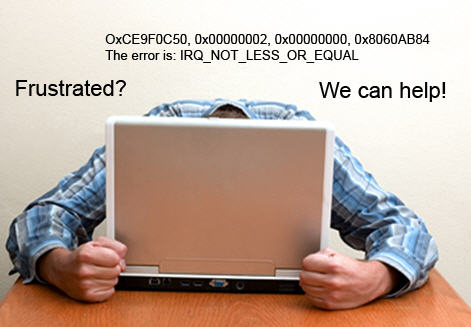 OxCE9F0C50, 0x00000002, 0x00000000, 0x8060AB84
The error is: IRQ_NOT_LESS_OR_EQUAL
Frustrated?
We can help!